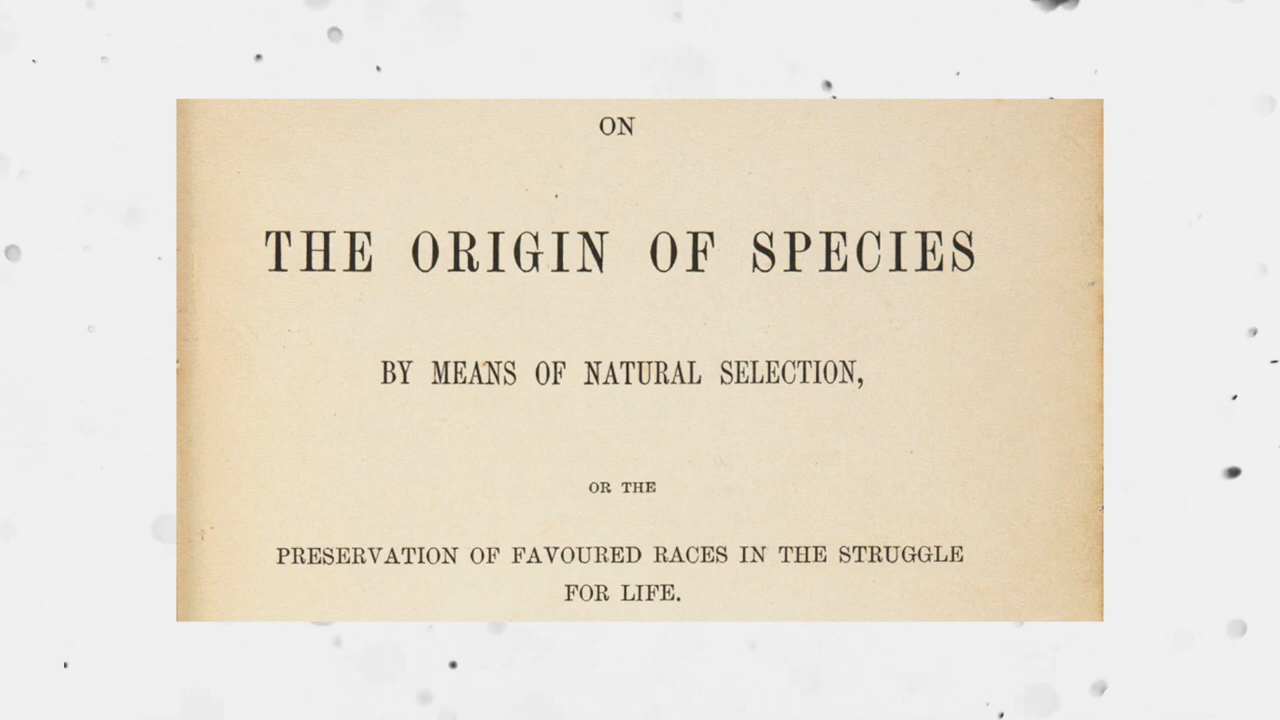 ON
THE ORIGIN OF SPECIES
BY MEANS OF NATURAL SELECTION,
OR THE
PRESERVATION OF FAVOURED RACES IN THE STRUGGLE
FOR LIFE.